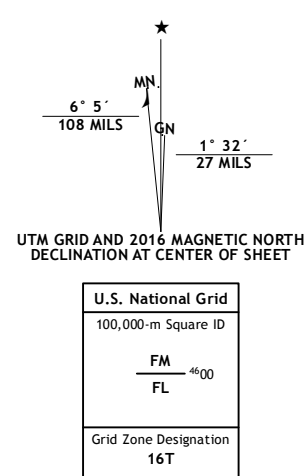 ★
MN.
6° 5´
108 MILS
GN
1° 32´
27 MILS
UTM GRID AND 2016 MAGNETIC NORTH
DECLINATION AT CENTER OF SHEET
U.S. National Grid
100,000-m Square ID
FM
4600
FL
Grid Zone Designation
16T